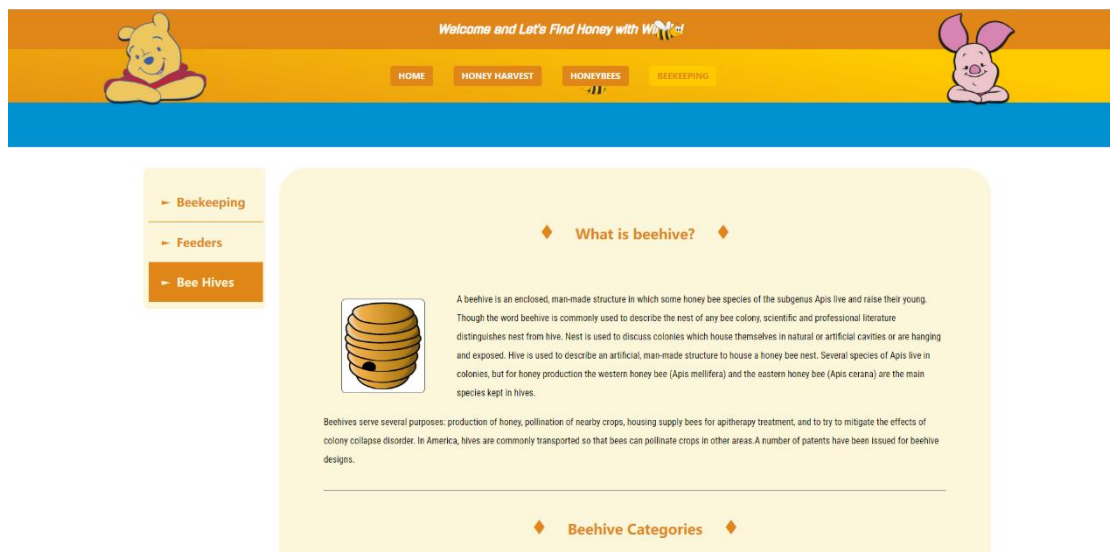 Welcome and Let's Find Honey with
HOME HONEY HARVEST HONEYBEES BEEKEEPING
► Beekeeping
► Feeders
► Bee Hives
♦ What is beehive? ♦
A beehive is an enclosed, man-made structure in which some honey bee species of the subgenus Apis live and raise their young.
Though the word beehive is commonly used to describe the nest of any bee colony, scientific and professional literature
distinguishes nest from hive. Nest is used to discuss colonies which house themselves in natural or artificial cavities or are hanging
and exposed. Hive is used to describe an artificial, man-made structure to house a honey bee nest. Several species of Apis live in
colonies, but for honey production the western honey bee (Apis mellifera) and the eastern honey bee (Apis cerana) are the main
species kept in hives.
Beehives serve several purposes: production of honey, pollination of nearby crops, housing supply bees for apitherapy treatment, and to try to mitigate the effects of
colony collapse disorder. In America, hives are commonly transported so that bees can pollinate crops in other areas.A number of patents have been issued for beehive
designs.
♦ Beehive Categories ♦